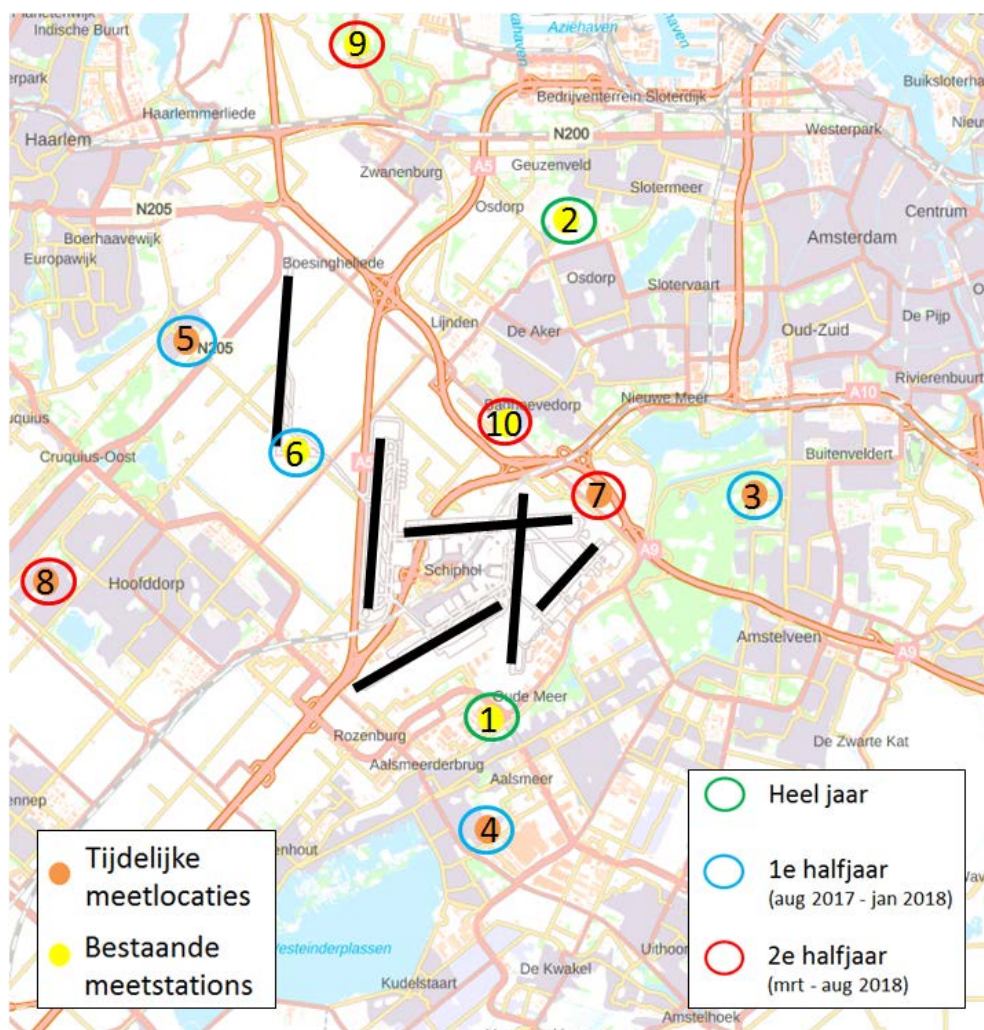 Indische Buurt
9
Aziëhaven
Haarlemmerliede
Bedrijventerrein Sloterdijk
Buiksloterha
Haarlem
N200
Westerpark
Zwanenburg
A5
Geuzenveld
Slotermeer
N205
Osdorp
2
Centrum
Boerhaavewijk
Amsterdam
Europawijk
Boesingheliede
Osdorp
Slotervaart
5
N205
Lijnden
De Aker
Oud-Zuid
De Pijp
Rivierenbuurt
Nieuwe Meer
A10
10
Cruquius-Oost
6
Buitenveldert
7
3
8
Hoofddorp
Schiphol
A9
Amstelveen
A9
Oude Meer
1
Rozenburg
De Zwarte Kat
Aalsmeerderbrug
Aalsmeer
4
Heel jaar
1e halfjaar
(aug 2017 - jan 2018)
2e halfjaar
(mrt - aug 2018)
Tijdelijke
meetlocaties
Bestaande
meetstations
Westeinderplassen
De Kwakel
Kudelstaart
Amstelhoek